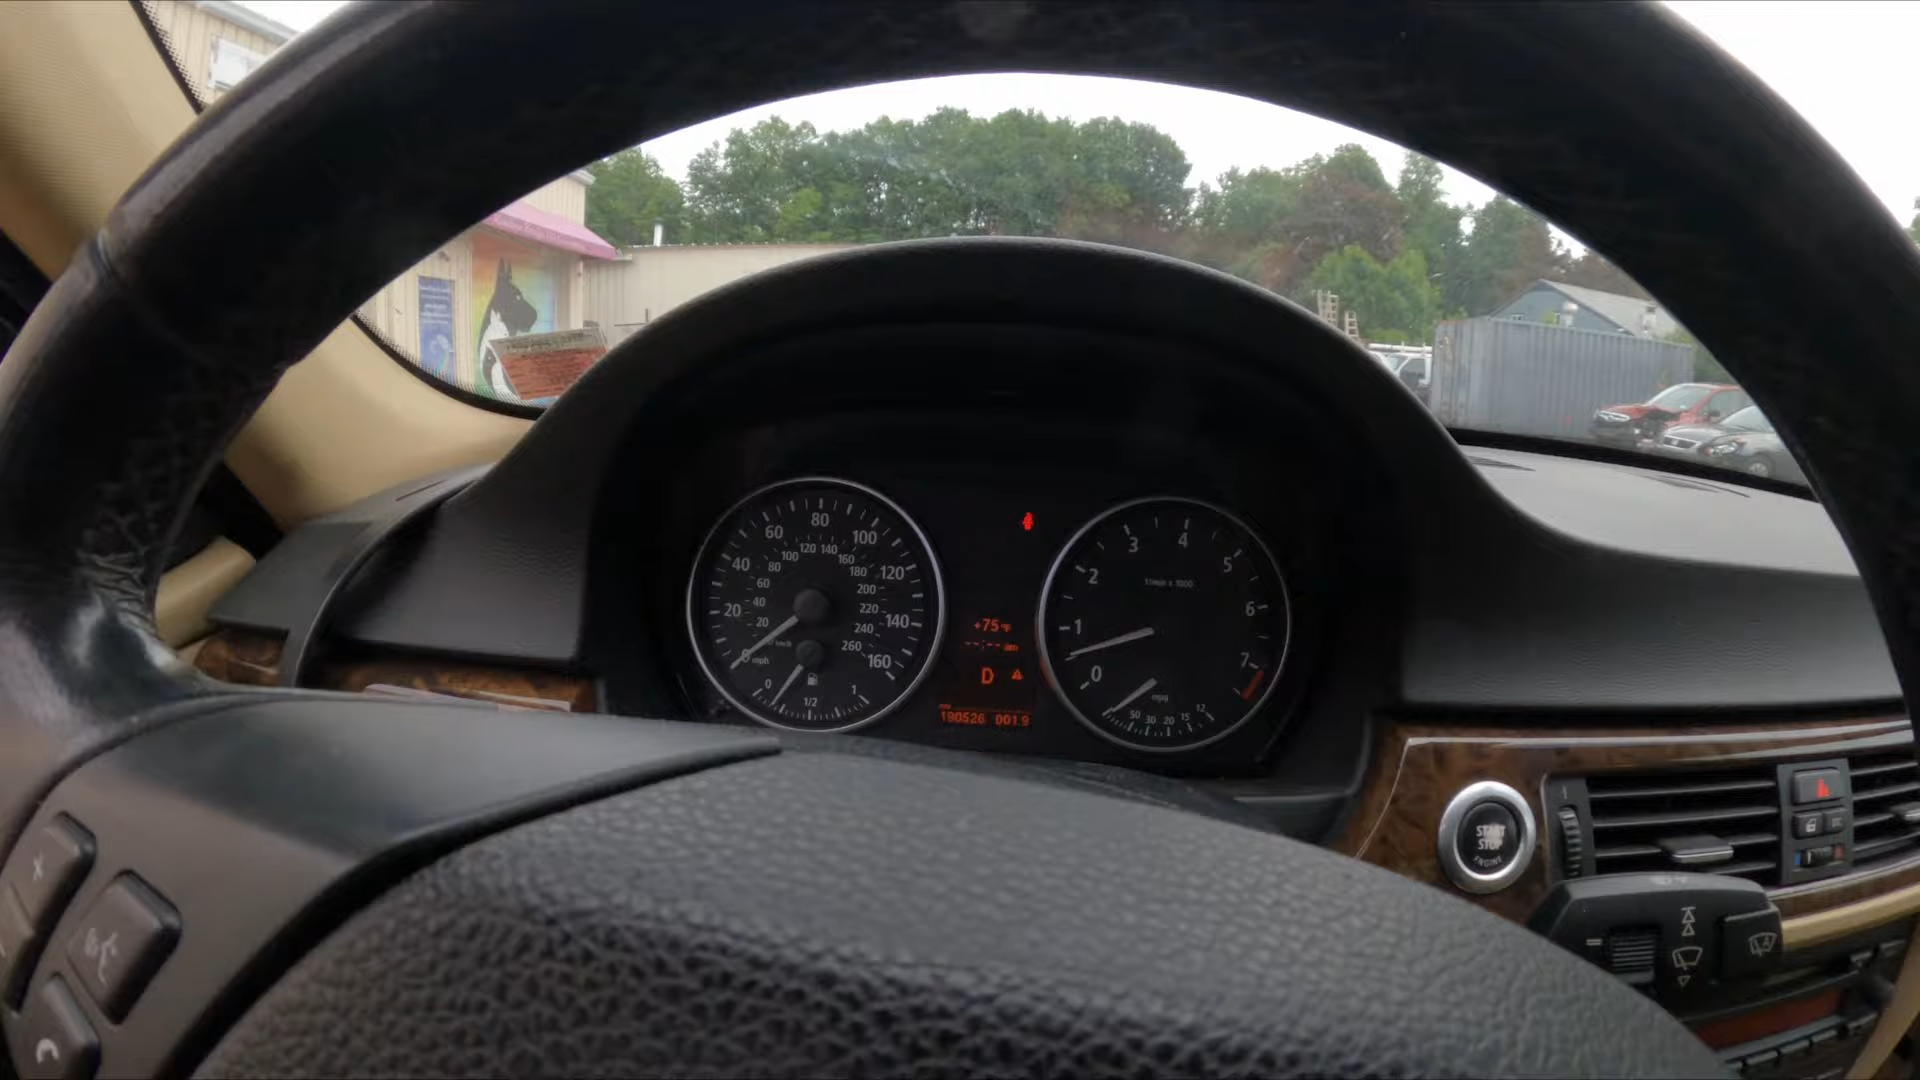 80
60 100
120 140
100 160
40 80 180 120
60 200
20 40 220 140
20 240
km/h 260
0 mph 160
0 1/2 1
+75°F
--:-- am
D
190526 001.9
3 4
2 5
1/min x 1000
6
1
7
0
mpg
50 30 20 15 12
START
STOP
ENGINE